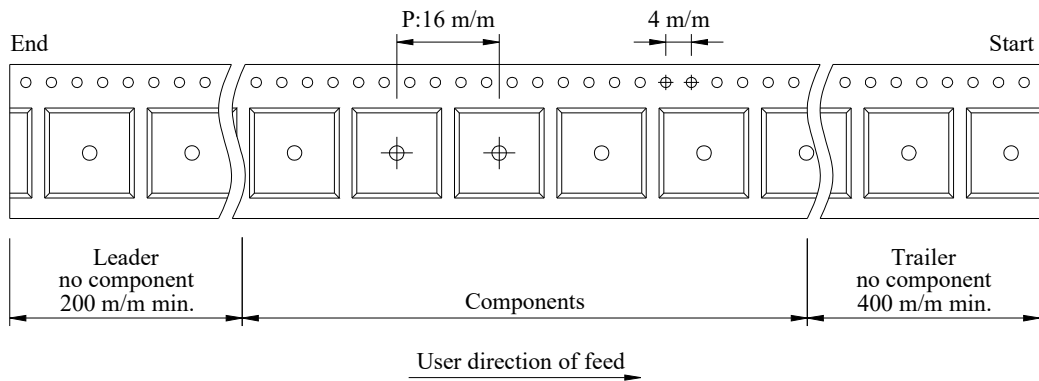 P:16 m/m
4 m/m
End
Start
Leader
no component
200 m/m min.
Components
Trailer
no component
400 m/m min.
User direction of feed